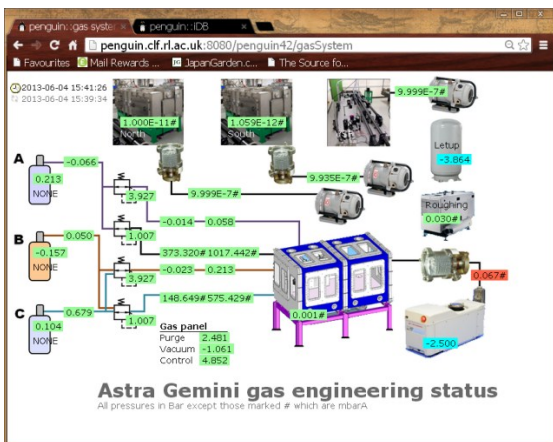 penguin::gas system
penguin::iDB
penguin.clf.rl.ac.uk:8080/penguin42/gasSystem
Favourites
Mail Rewards ...
JapanGarden.c...
The Source fo...
2013-06-04 15:41:26
2013-06-04 15:39:34
1.000E-11#
North
1.059E-12#
South
9.999E-7#
Letup
-3.864
9.999E-7#
9.935E-7#
Roughing
0.030#
A
-0.066
0.213
NONE
3.927
-0.014 0.058
1.007
373.320# 1017.442#
B
0.050
-0.157
NONE
3.927
-0.023 0.213
C
0.679
0.104
NONE
1.007
148.649# 575.429#
0.001#
0.067#
-2.500
Gas panel
Purge 2.481
Vacuum -1.061
Control 4.852
Astra Gemini gas engineering status
All pressures in Bar except those marked # which are mbarA